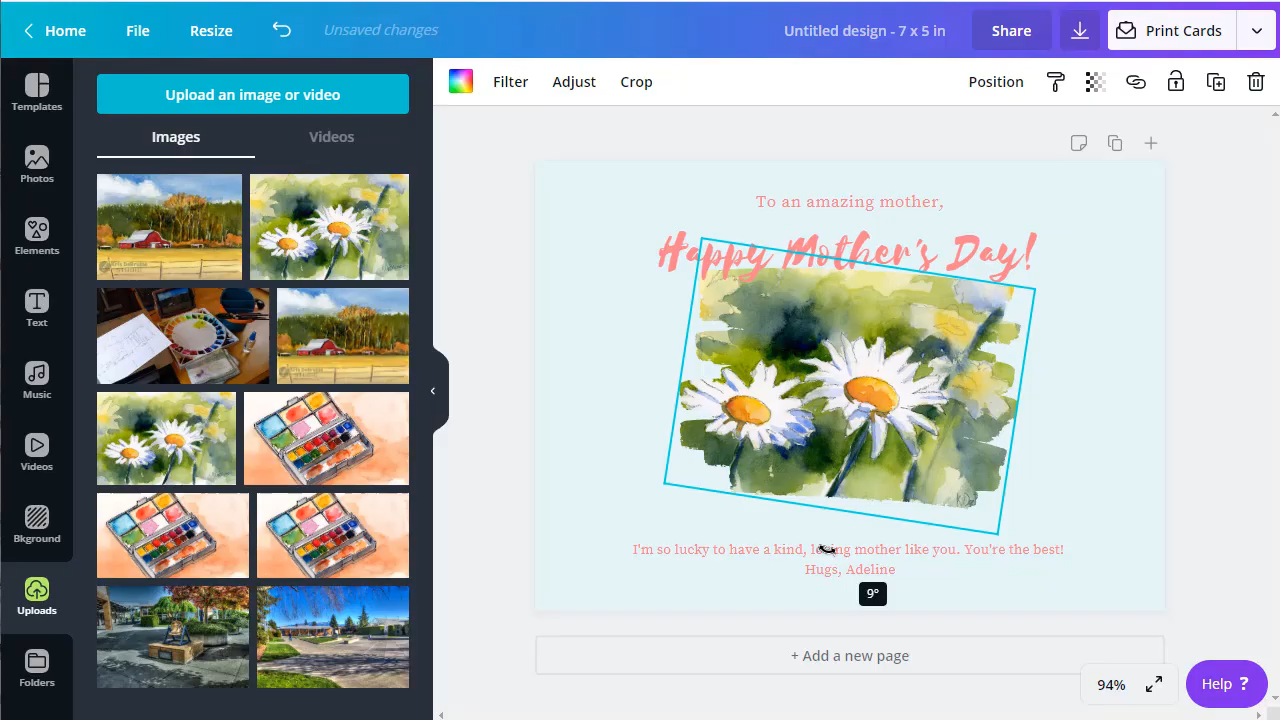 Home
File
Resize
Unsaved changes
Untitled design - 7 x 5 in
Share
Print Cards
Templates
Photos
Elements
Text
Music
Videos
Bkground
Uploads
Folders
Upload an image or video
Images
Videos
Filter
Adjust
Crop
Position
To an amazing mother,
Happy Mother's Day!
I'm so lucky to have a kind, loving mother like you. You're the best!
Hugs, Adeline
9°
+ Add a new page
94%
Help ?